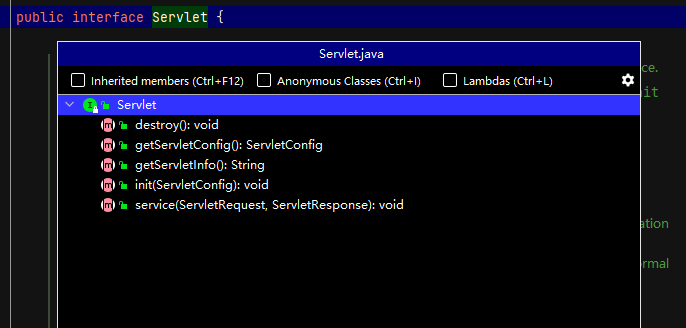 public interface Servlet {
Servlet.java
Inherited members (Ctrl+F12) Anonymous Classes (Ctrl+I) Lambdas (Ctrl+L)
ce.
Servlet
destroy(): void
getServletConfig(): ServletConfig
getServletInfo(): String
init(ServletConfig): void
service(ServletRequest, ServletResponse): void
ation
rmal